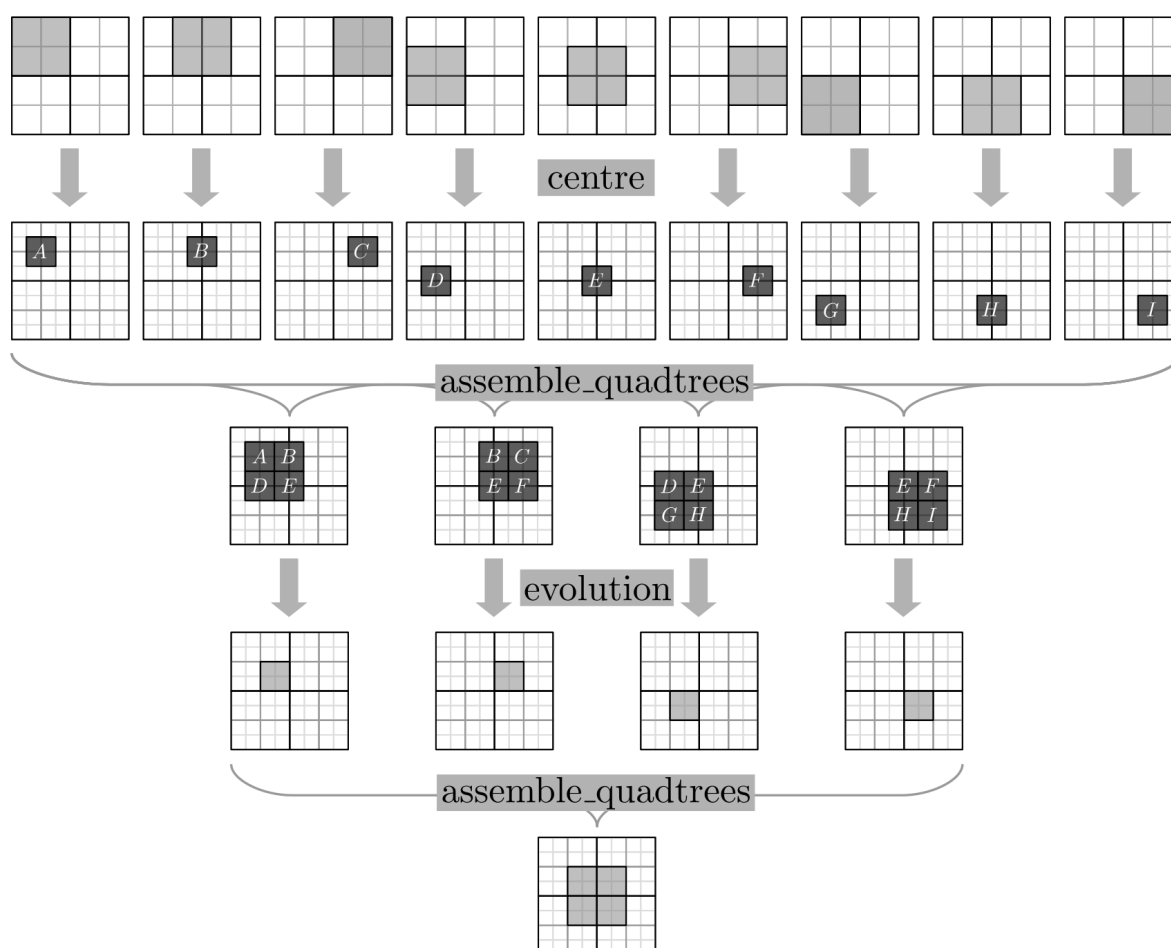 centre
A B C D E F G H I
assemble_quadtrees
A B B C D E E F
D E E F G H H I
evolution
assemble_quadtrees